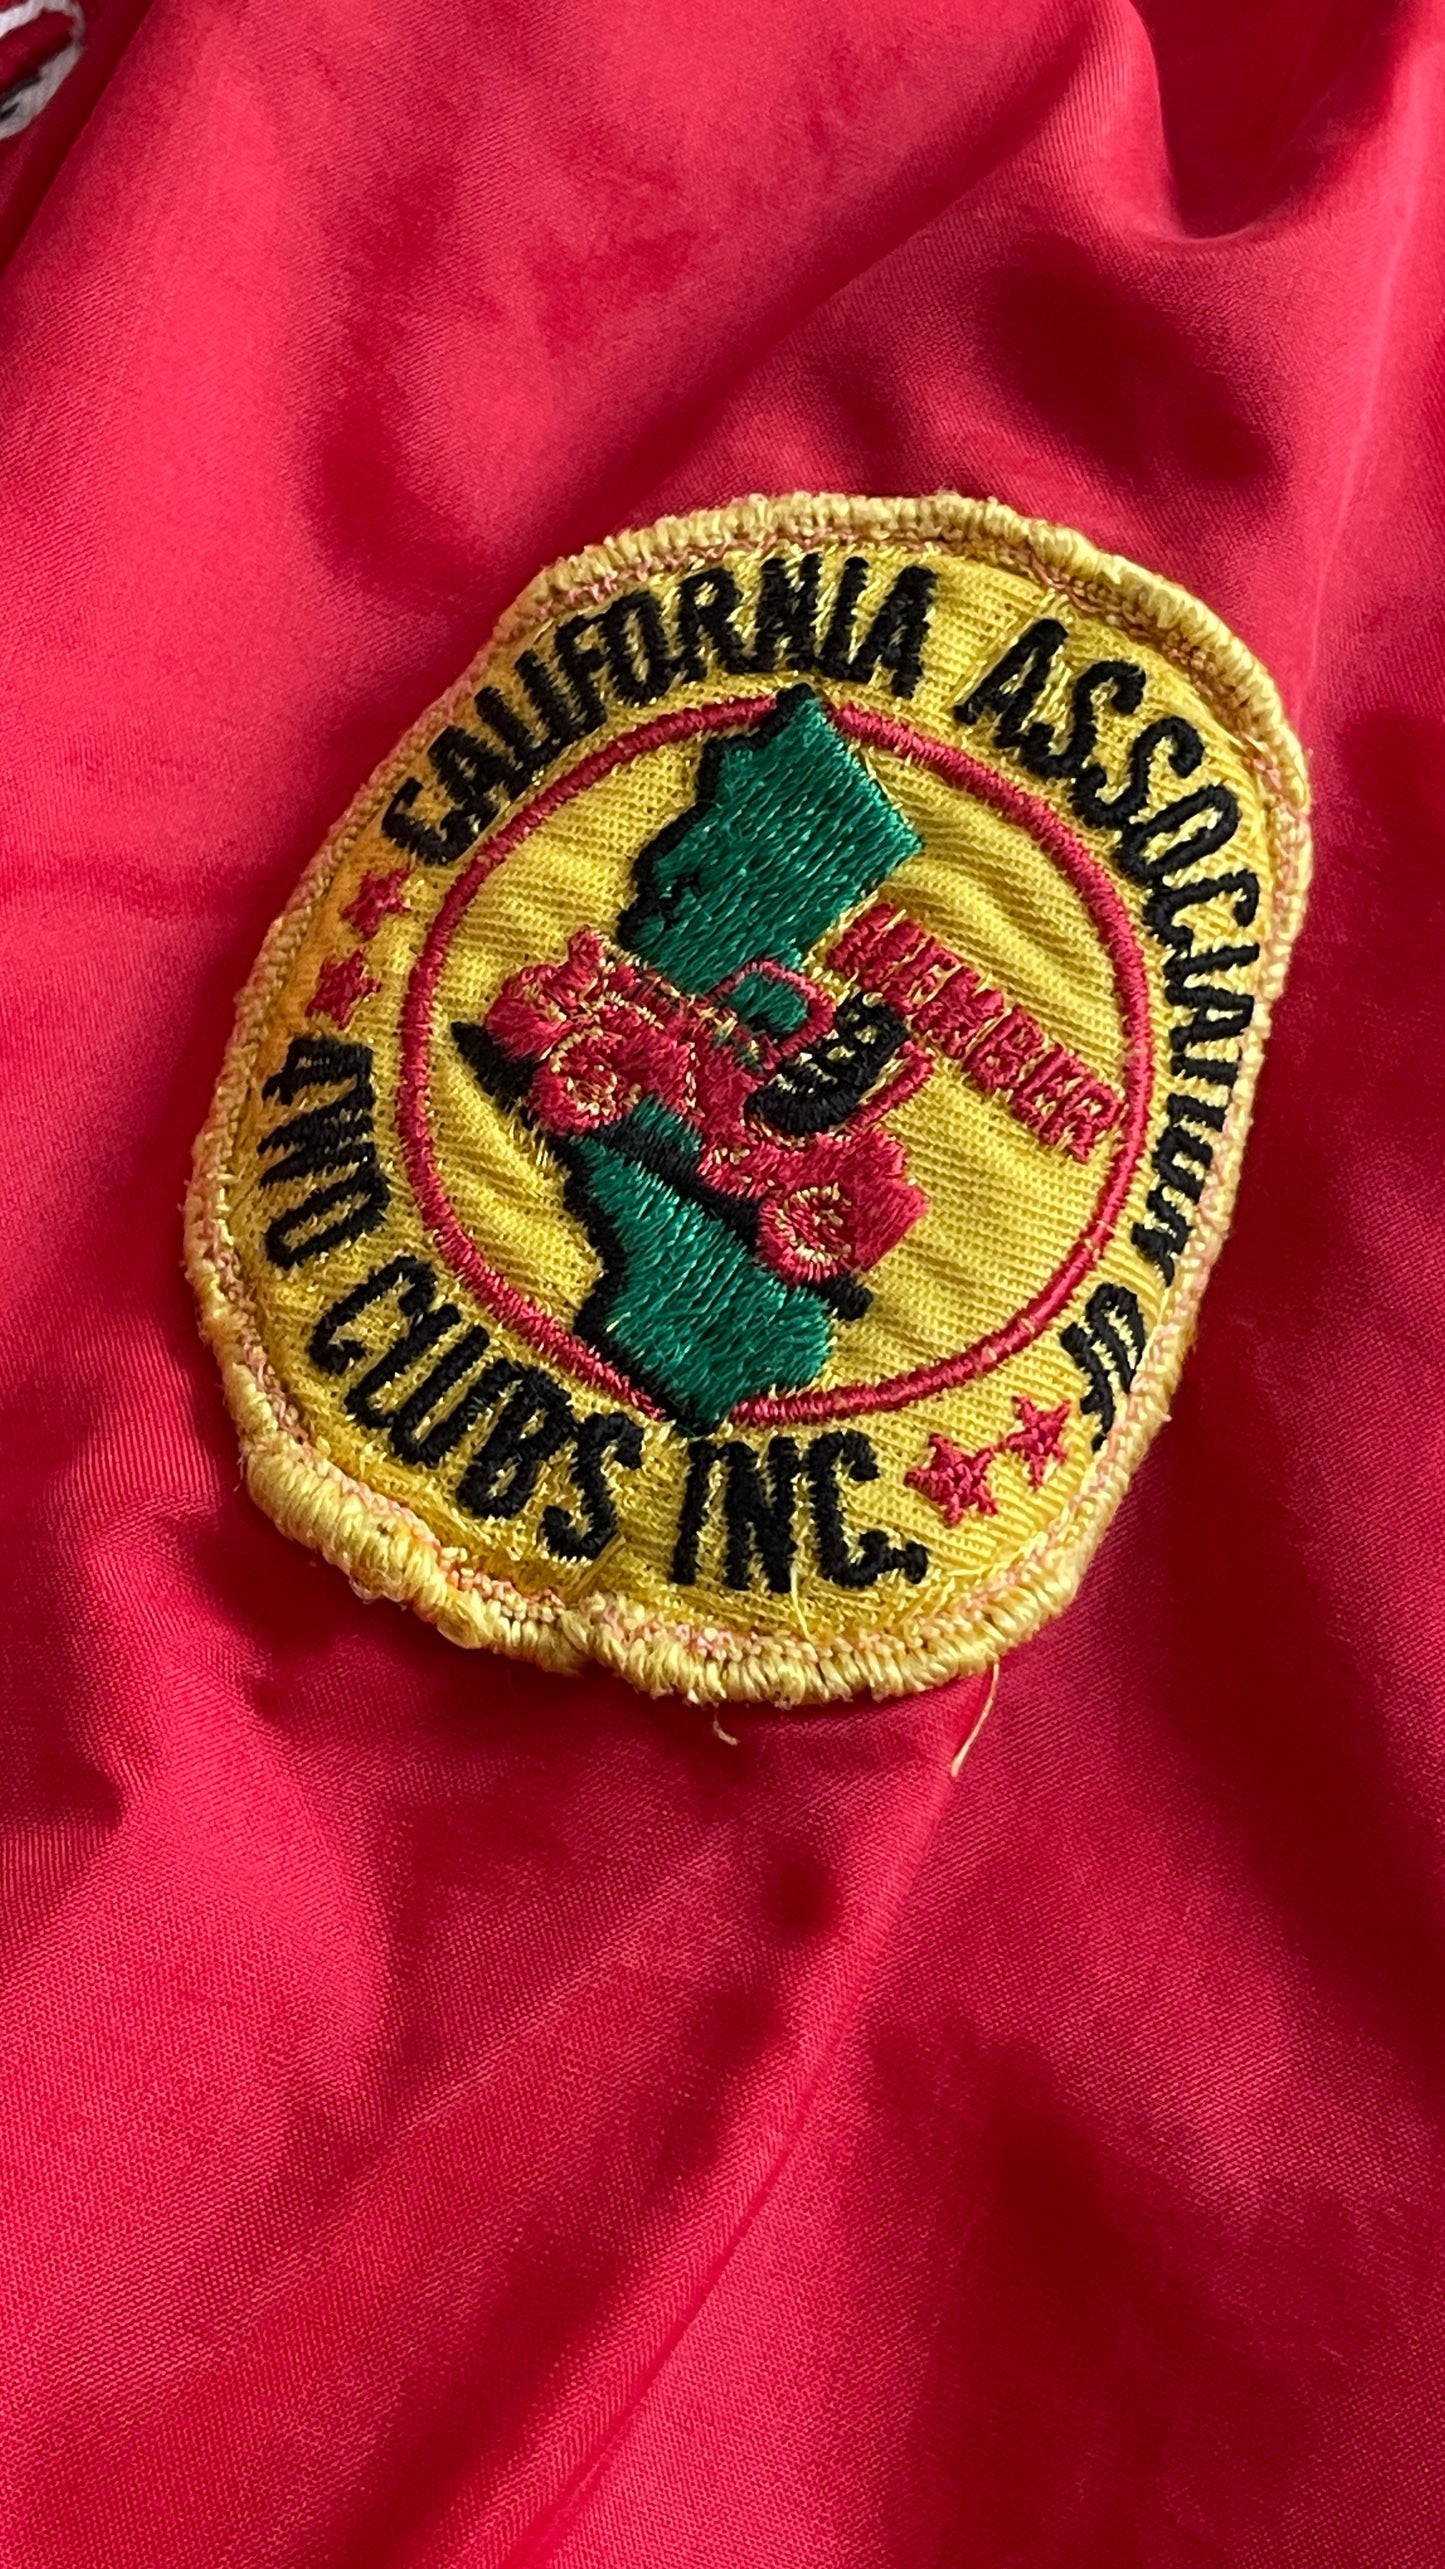 CALIFORNIA ASSOCIATION OF
4WD CLUBS INC.
MEMBER